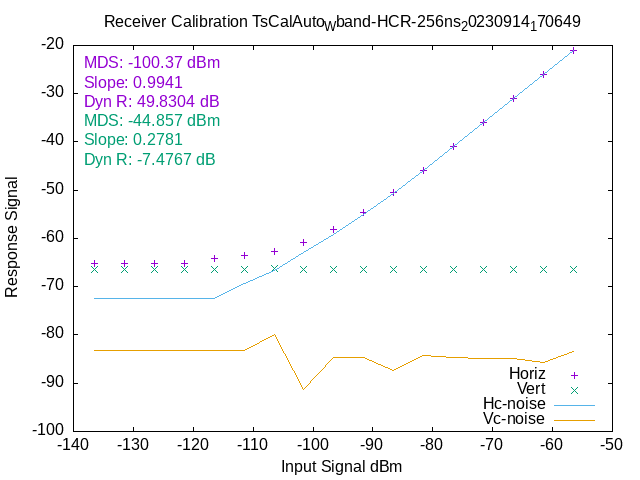 Receiver Calibration TsCalAutoWband-HCR-256ns20230914170649
-20
-30
-40
-50
-60
-70
-80
-90
-100
Response Signal
MDS: -100.37 dBm
Slope: 0.9941
Dyn R: 49.8304 dB
MDS: -44.857 dBm
Slope: 0.2781
Dyn R: -7.4767 dB
Horiz
Vert
Hc-noise
Vc-noise
-140 -130 -120 -110 -100 -90 -80 -70 -60 -50
Input Signal dBm